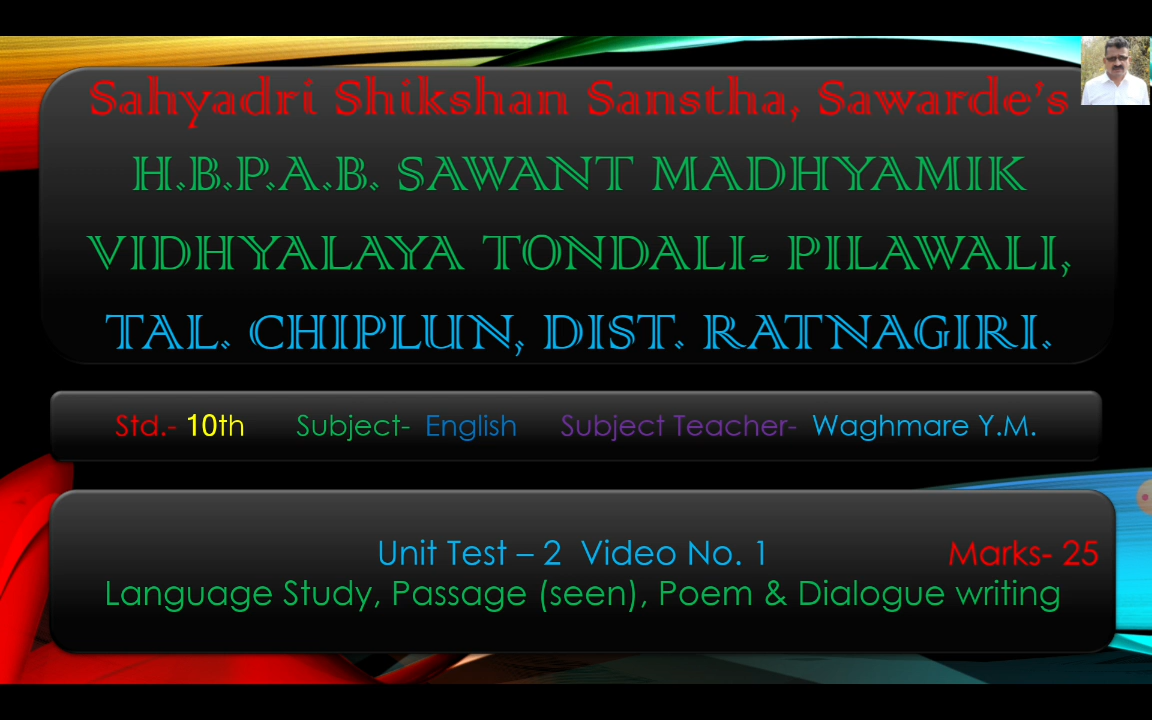 Sahyadri Shikshan Sanstha, Sawarde's
H.B.P.A.B. SAWANT MADHYAMIK
VIDHYALAYA TONDALI- PILAWALI,
TAL. CHIPLUN, DIST. RATNAGIRI.
Std.- 10th Subject- English Subject Teacher- Waghmare Y.M.
Unit Test – 2 Video No. 1 Marks- 25
Language Study, Passage (seen), Poem & Dialogue writing